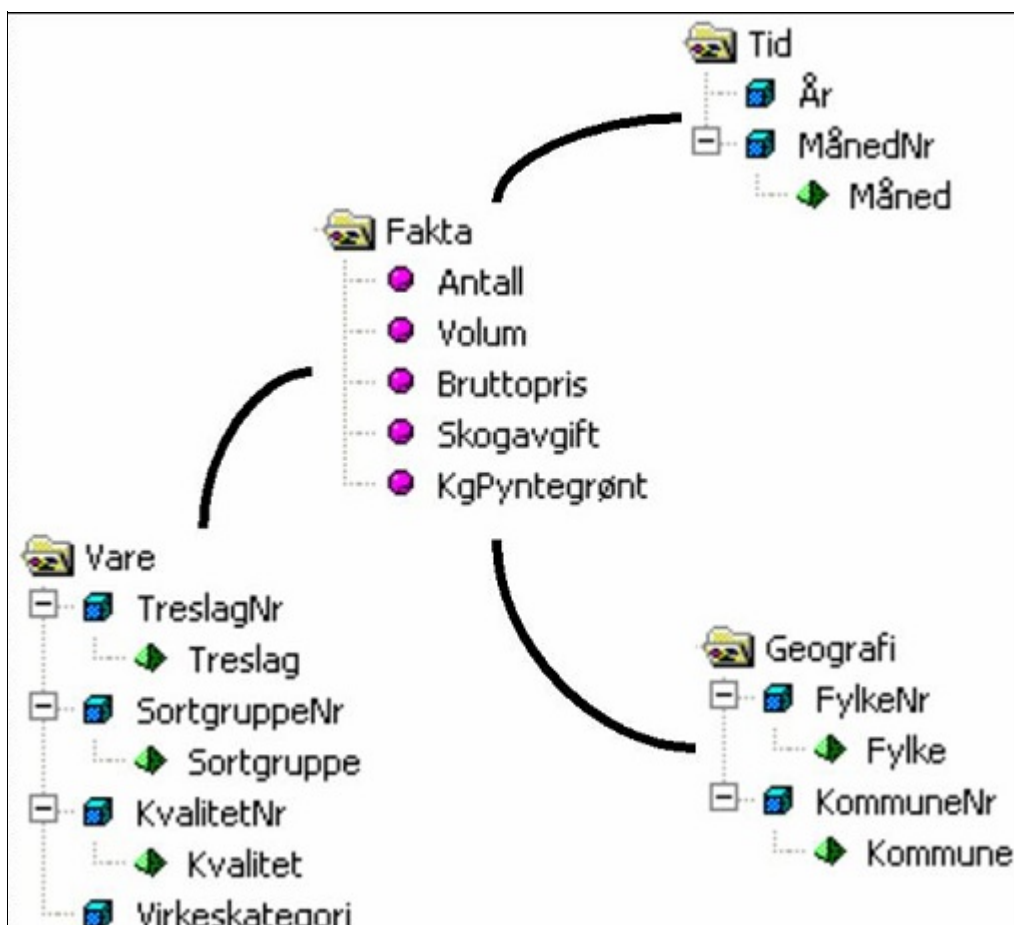 Tid
År
MånedNr
Måned
Fakta
Antall
Volum
Bruttopris
Skogavgift
KgPyntegrønt
Vare
TreslagNr
Treslag
SortgruppeNr
Sortgruppe
KvalitetNr
Kvalitet
Virkeskategori
Geografi
FylkeNr
Fylke
KommuneNr
Kommune